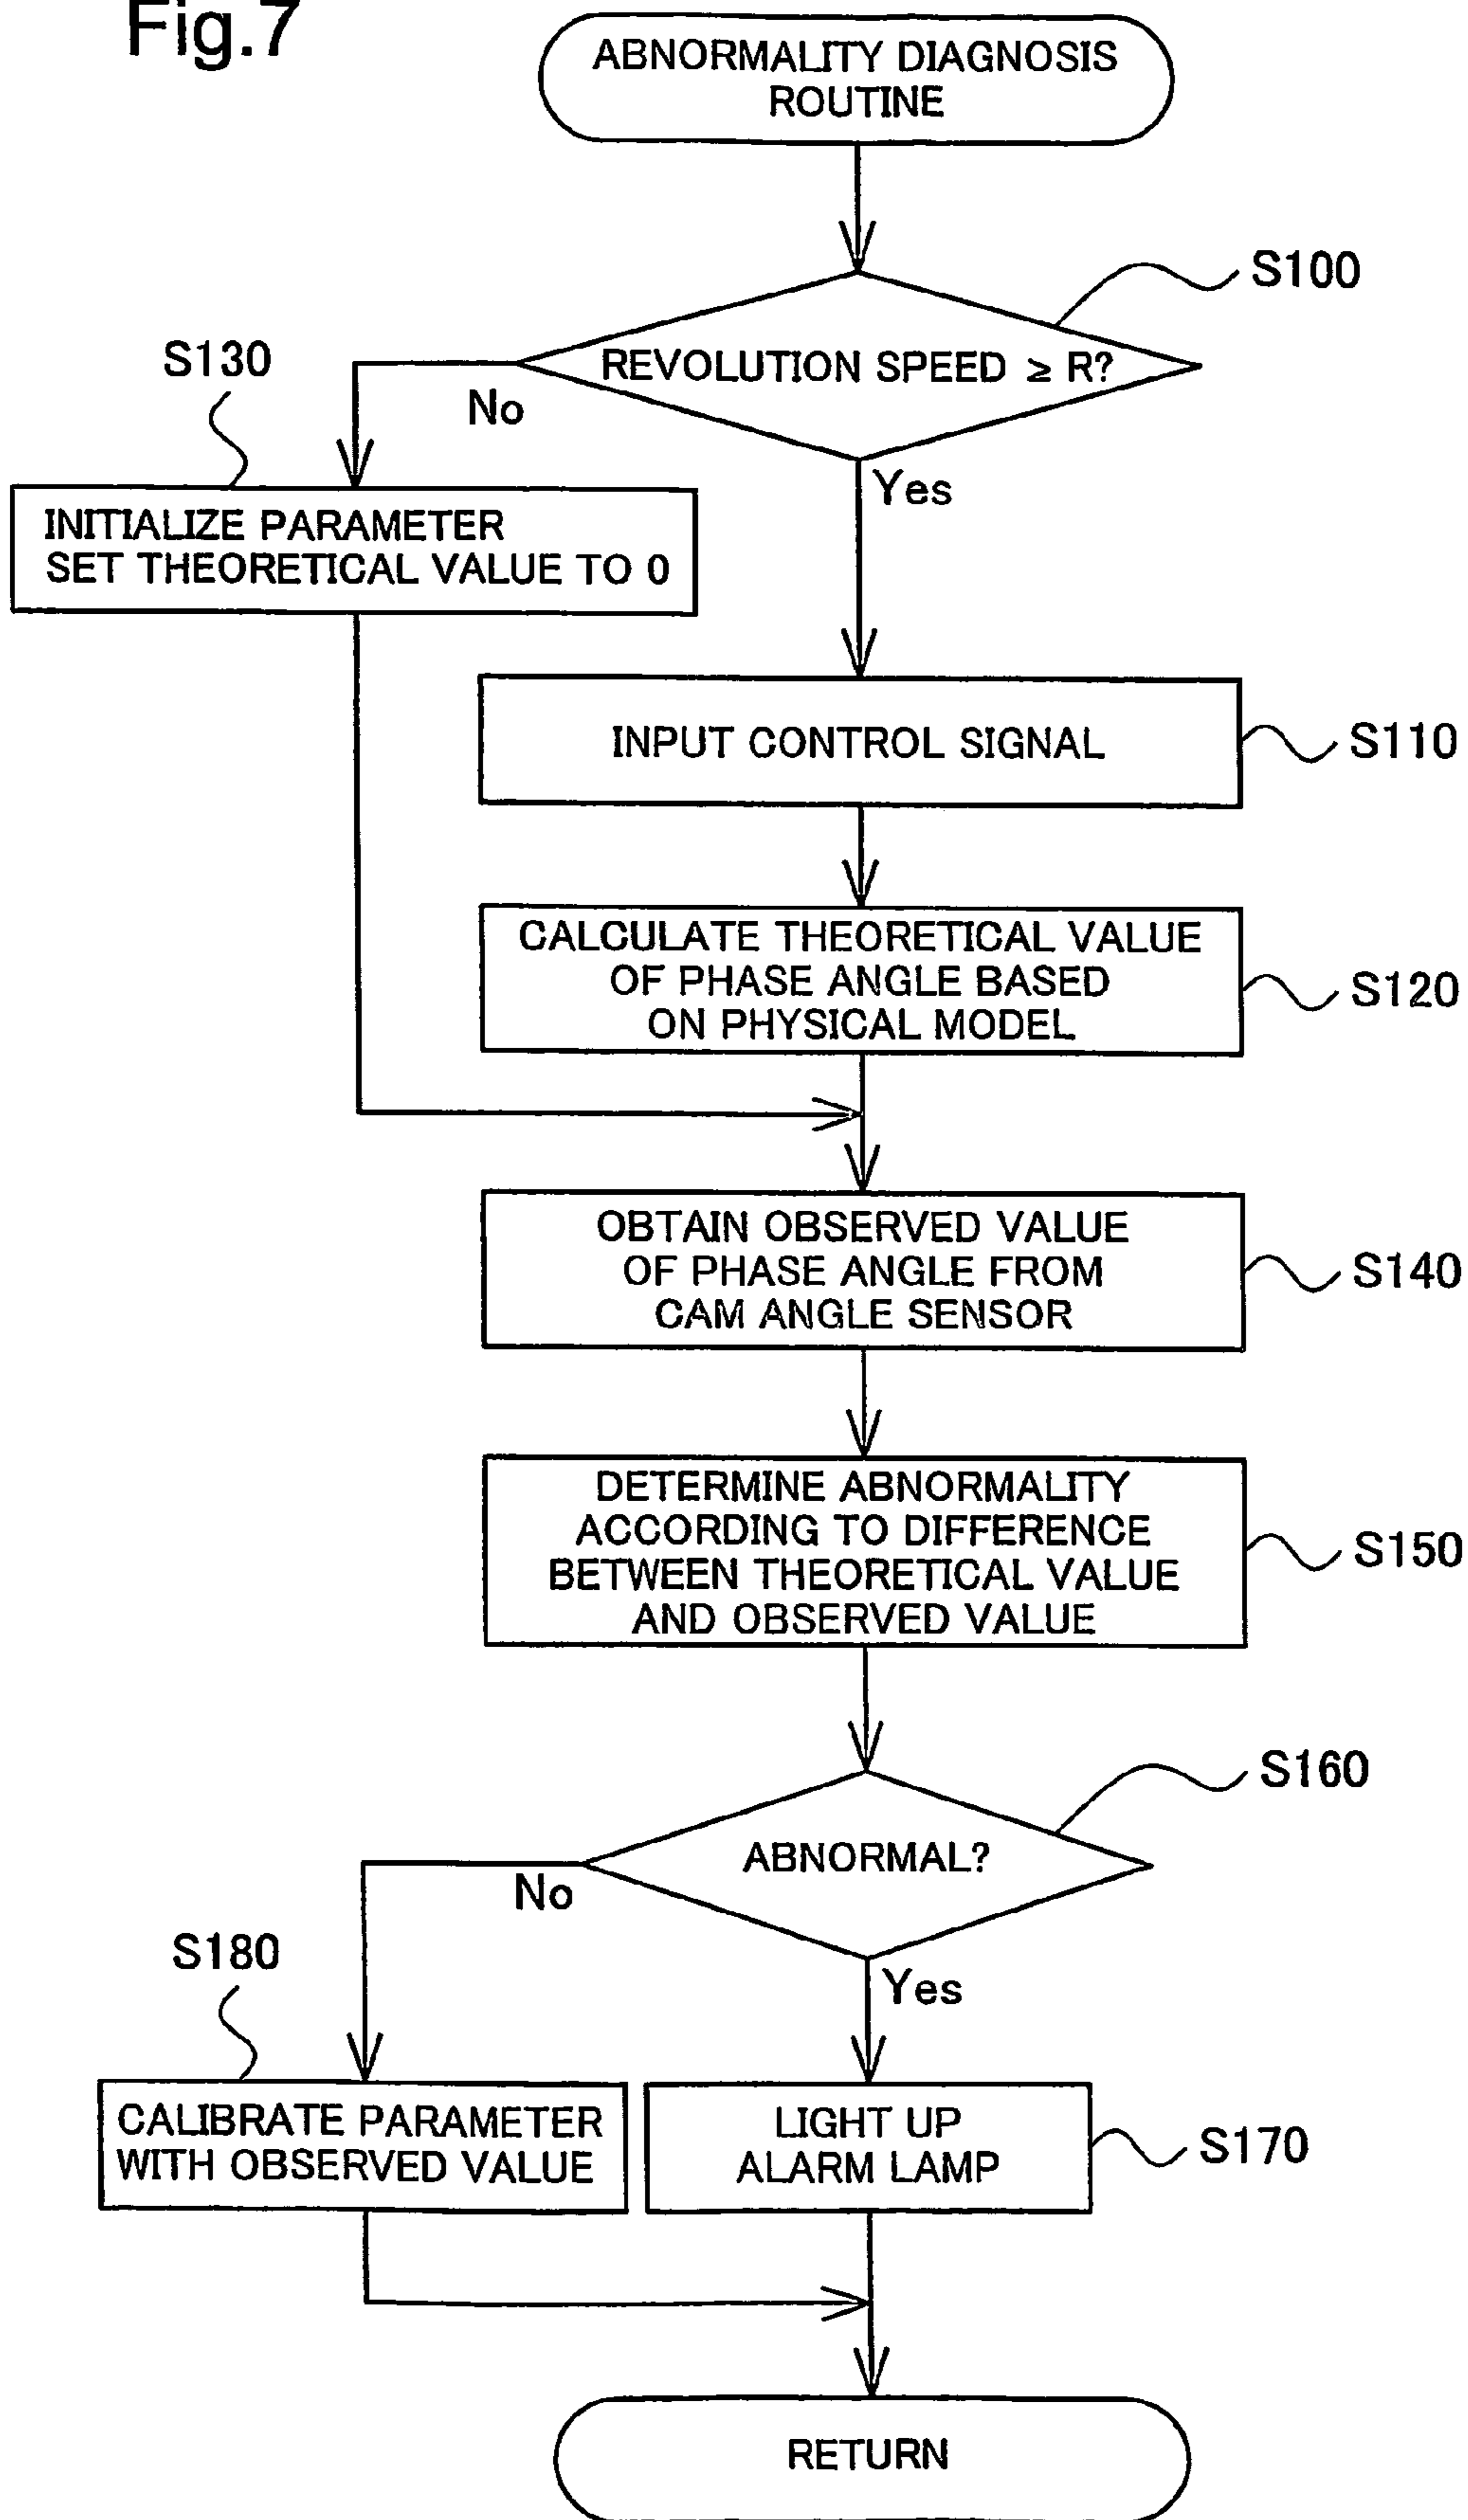 Fig.7
ABNORMALITY DIAGNOSIS
ROUTINE
S100
REVOLUTION SPEED ≥ R?
S130
No
Yes
INITIALIZE PARAMETER
SET THEORETICAL VALUE TO 0
INPUT CONTROL SIGNAL
S110
CALCULATE THEORETICAL VALUE
OF PHASE ANGLE BASED
ON PHYSICAL MODEL
S120
OBTAIN OBSERVED VALUE
OF PHASE ANGLE FROM
CAM ANGLE SENSOR
S140
DETERMINE ABNORMALITY
ACCORDING TO DIFFERENCE
BETWEEN THEORETICAL VALUE
AND OBSERVED VALUE
S150
S160
ABNORMAL?
No
Yes
S180
CALIBRATE PARAMETER
WITH OBSERVED VALUE
LIGHT UP
ALARM LAMP
S170
RETURN